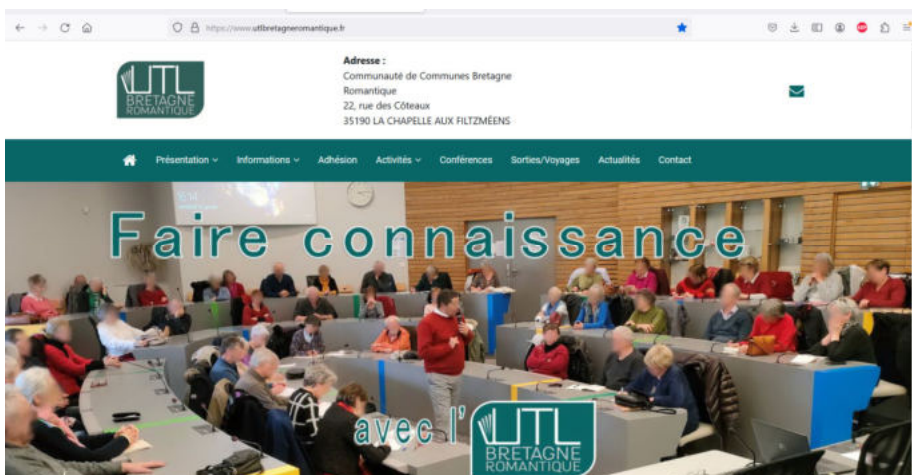 https://www.utlbretagneromantique.fr
UTL
BRETAGNE
ROMANTIQUE
Adresse :
Communauté de Communes Bretagne
Romantique
22, rue des Côteaux
35190 LA CHAPELLE AUX FILTZMÉENS
Présentation Informations Adhésion Activités Conférences Sorties/Voyages Actualités Contact
Faire connaissance
avec l'
UTL
BRETAGNE
ROMANTIQUE